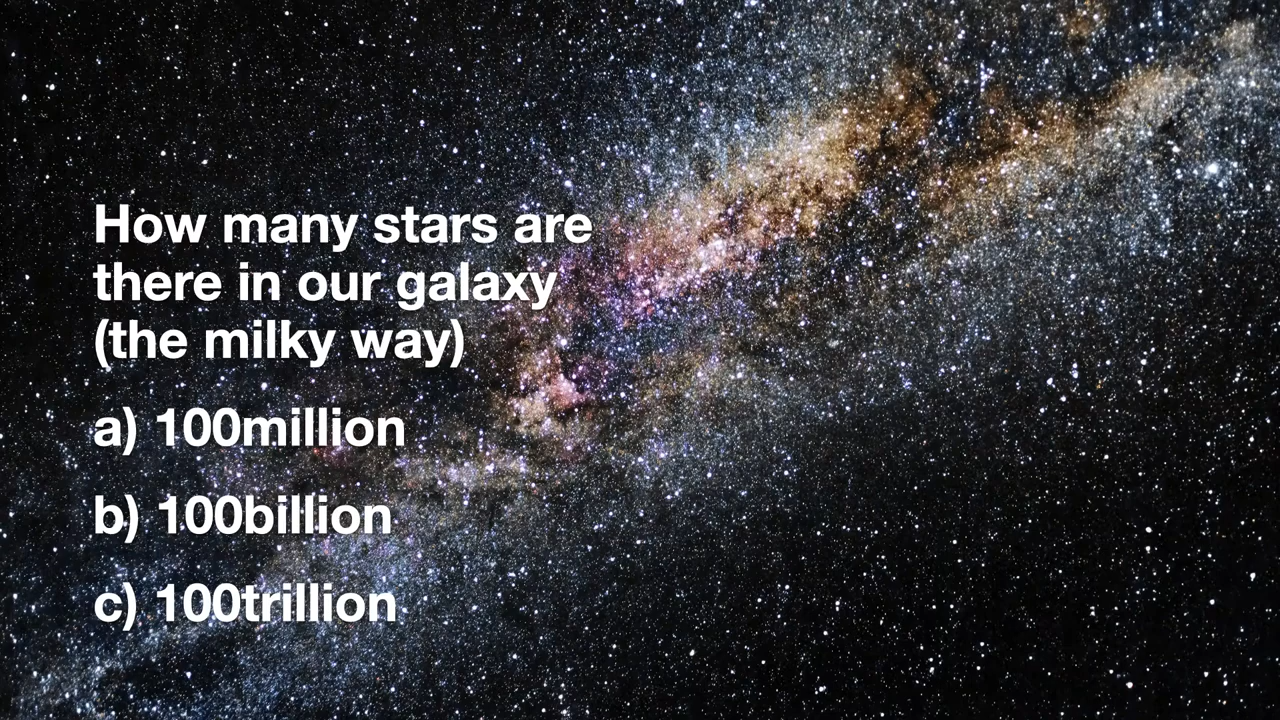 How many stars are
there in our galaxy
(the milky way)
a) 100million
b) 100billion
c) 100trillion